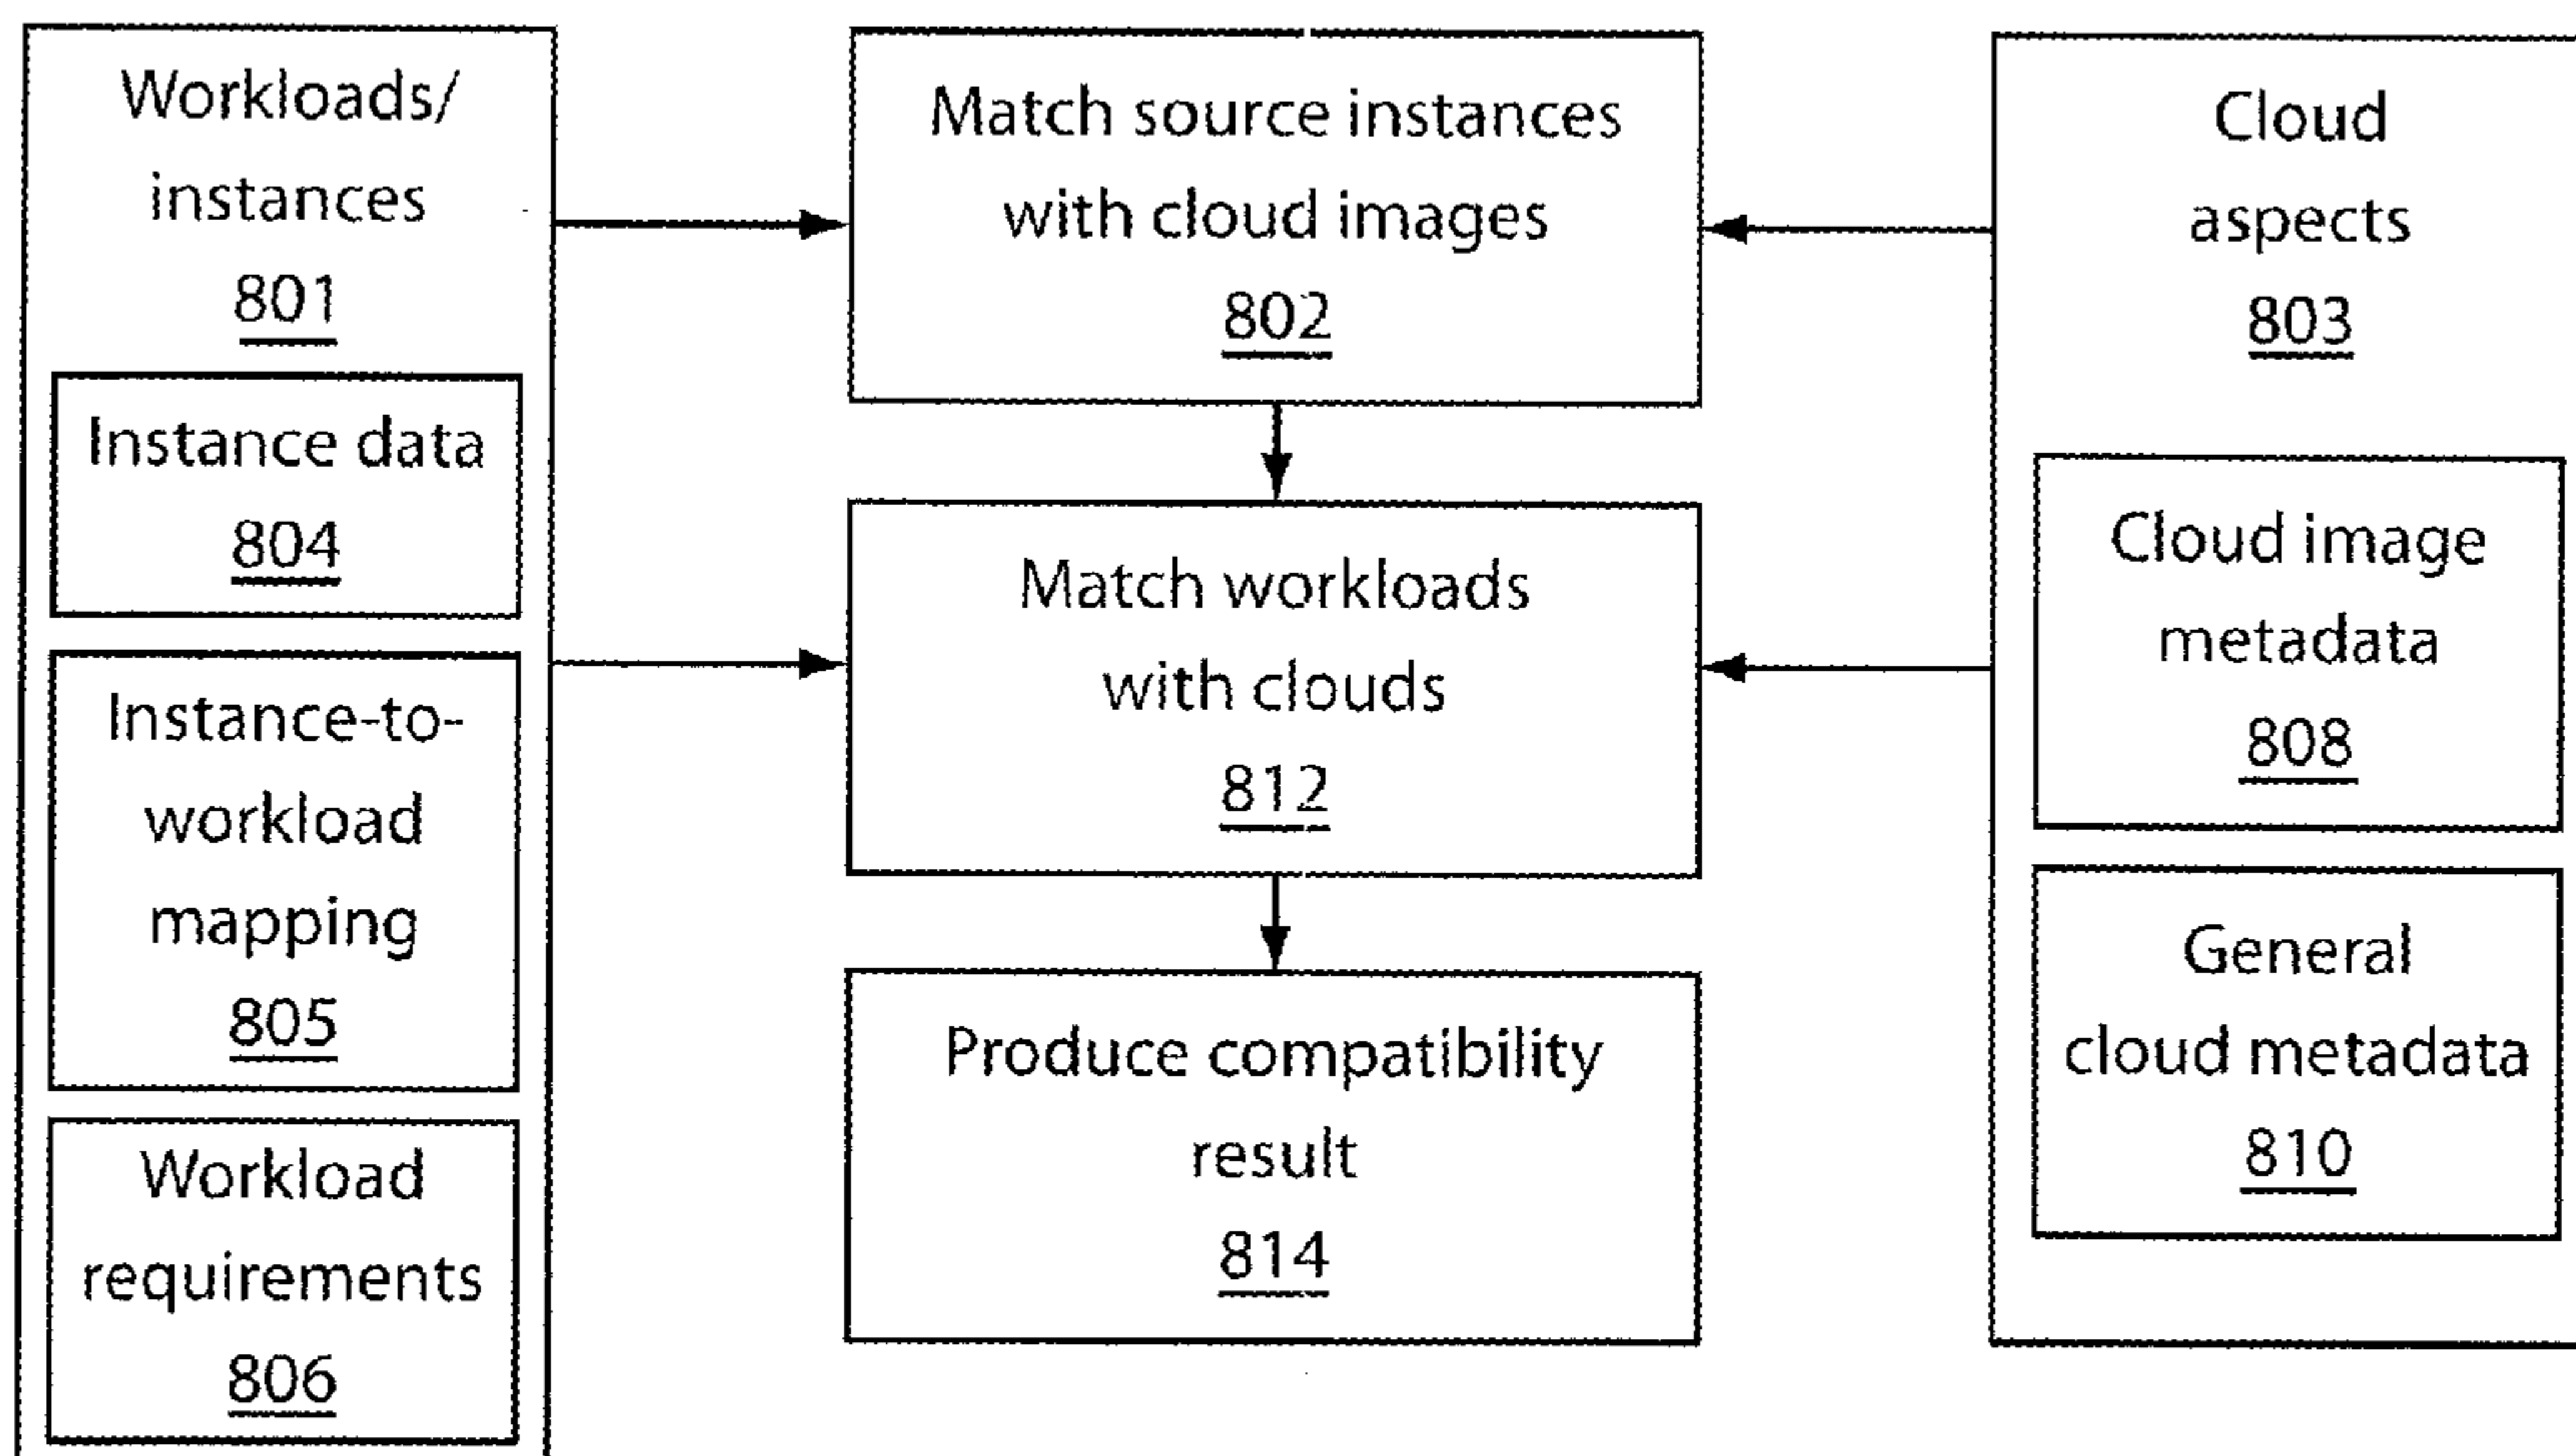 Workloads/
instances
801
Instance data
804
Instance-to-
workload
mapping
805
Workload
requirements
806
Match source instances
with cloud images
802
Match workloads
with clouds
812
Produce compatibility
result
814
Cloud
aspects
803
Cloud image
metadata
808
General
cloud metadata
810